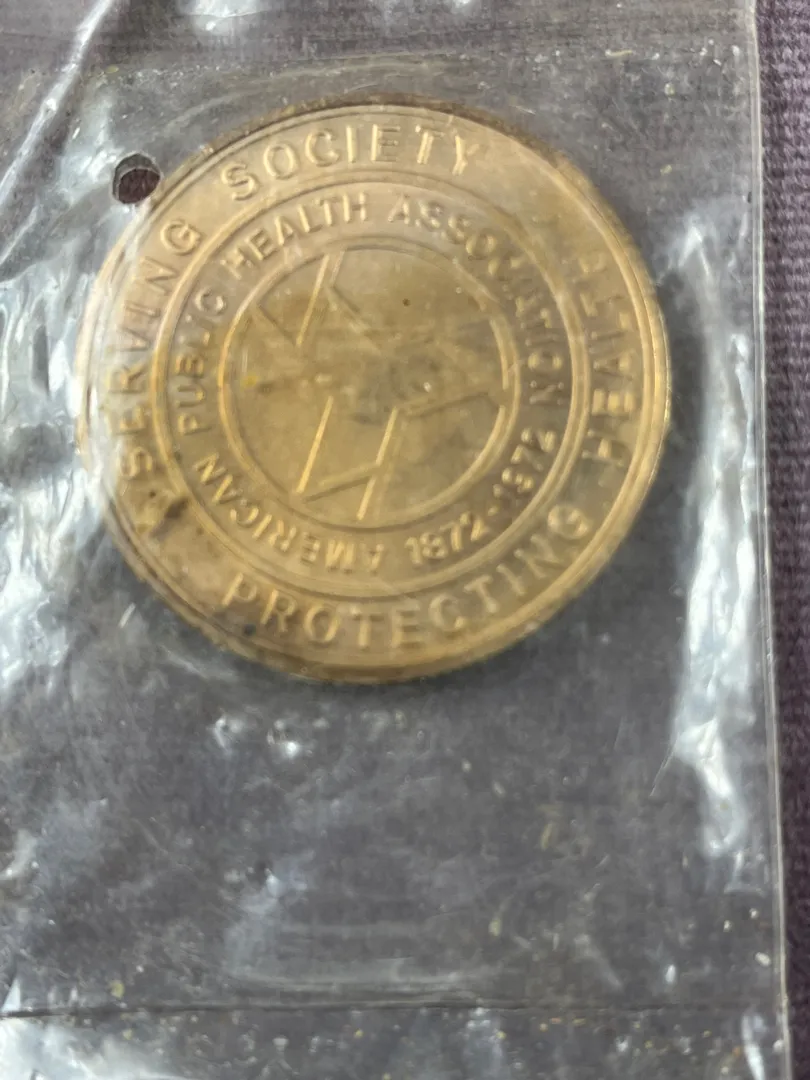 SERVING SOCIETY
PROTECTING HEALTH
AMERICAN PUBLIC HEALTH ASSOCIATION
1872-1972